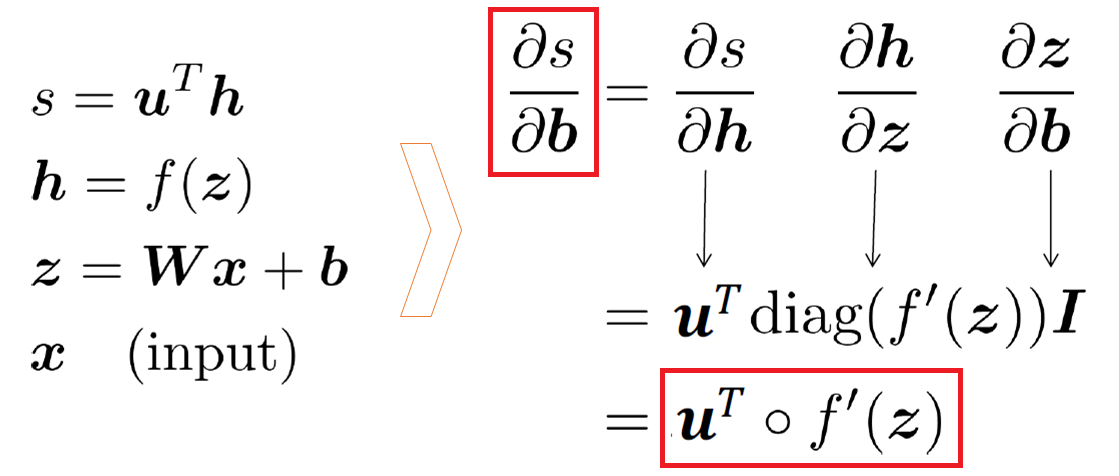 s = u^T h
h = f(z)
z = Wx + b
x (input)
∂s/∂b = ∂s/∂h ∂h/∂z ∂z/∂b
= u^T diag(f′(z))I
= u^T ∘ f′(z)